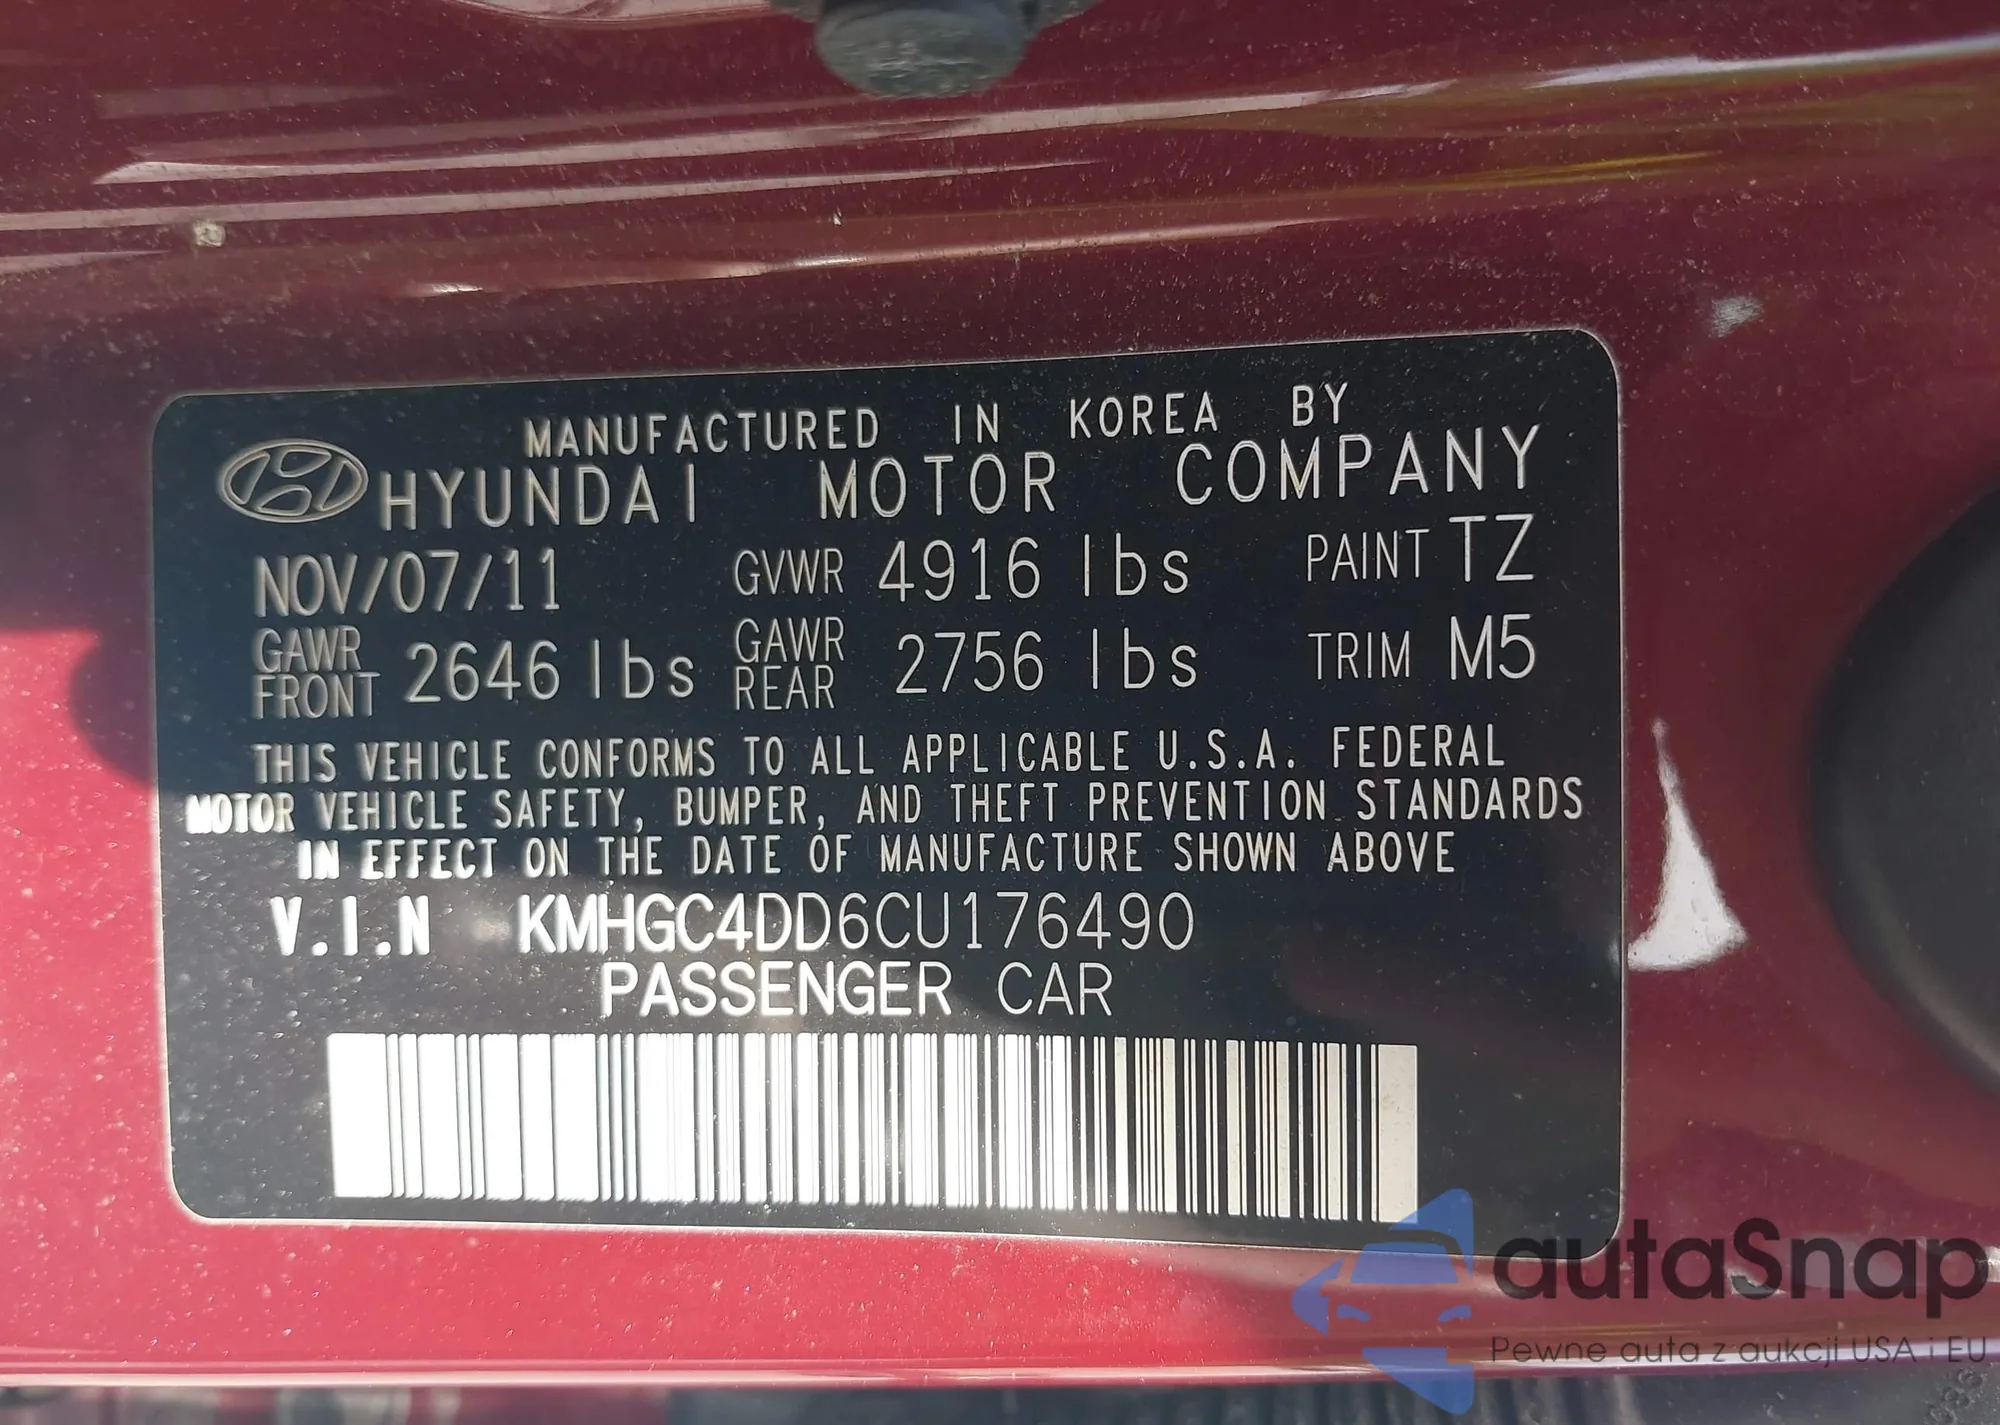 MANUFACTURED IN KOREA BY
HYUNDAI MOTOR COMPANY
NOV/07/11 GVWR 4916 lbs PAINT TZ
GAWR FRONT 2646 lbs GAWR REAR 2756 lbs TRIM M5
THIS VEHICLE CONFORMS TO ALL APPLICABLE U.S.A. FEDERAL
MOTOR VEHICLE SAFETY, BUMPER, AND THEFT PREVENTION STANDARDS
IN EFFECT ON THE DATE OF MANUFACTURE SHOWN ABOVE
V.I.N KMHGC4DD6CU176490
PASSENGER CAR
autaSnap
Pewne auta z aukcji USA i EU